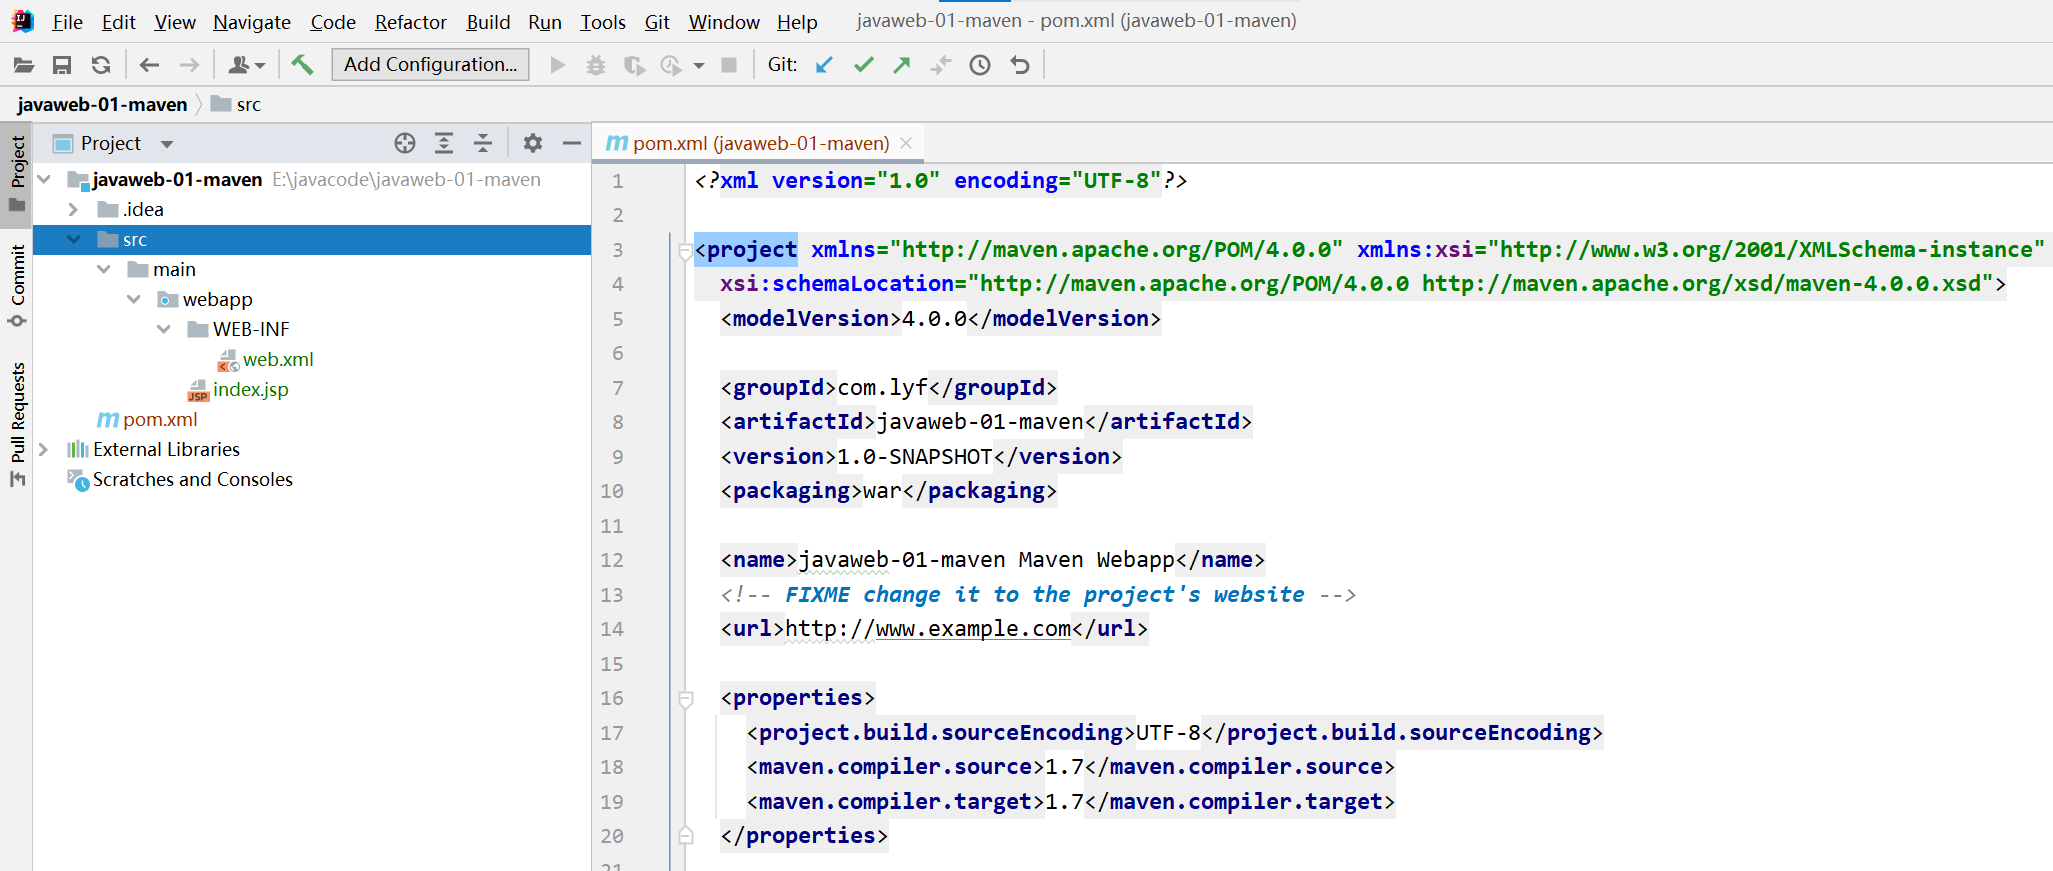 File Edit View Navigate Code Refactor Build Run Tools Git Window Help javaweb-01-maven - pom.xml (javaweb-01-maven)
Add Configuration... Git:
javaweb-01-maven src
Project
Commit
Pull Requests
Project
javaweb-01-maven E:\javacode\javaweb-01-maven
.idea
src
main
webapp
WEB-INF
web.xml
index.jsp
pom.xml
External Libraries
Scratches and Consoles
pom.xml (javaweb-01-maven)
1 <?xml version="1.0" encoding="UTF-8"?>
2
3 <project xmlns="http://maven.apache.org/POM/4.0.0" xmlns:xsi="http://www.w3.org/2001/XMLSchema-instance"
4 xsi:schemaLocation="http://maven.apache.org/POM/4.0.0 http://maven.apache.org/xsd/maven-4.0.0.xsd">
5 <modelVersion>4.0.0</modelVersion>
6
7 <groupId>com.lyf</groupId>
8 <artifactId>javaweb-01-maven</artifactId>
9 <version>1.0-SNAPSHOT</version>
10 <packaging>war</packaging>
11
12 <name>javaweb-01-maven Maven Webapp</name>
13 <!-- FIXME change it to the project's website -->
14 <url>http://www.example.com</url>
15
16 <properties>
17 <project.build.sourceEncoding>UTF-8</project.build.sourceEncoding>
18 <maven.compiler.source>1.7</maven.compiler.source>
19 <maven.compiler.target>1.7</maven.compiler.target>
20 </properties>
21